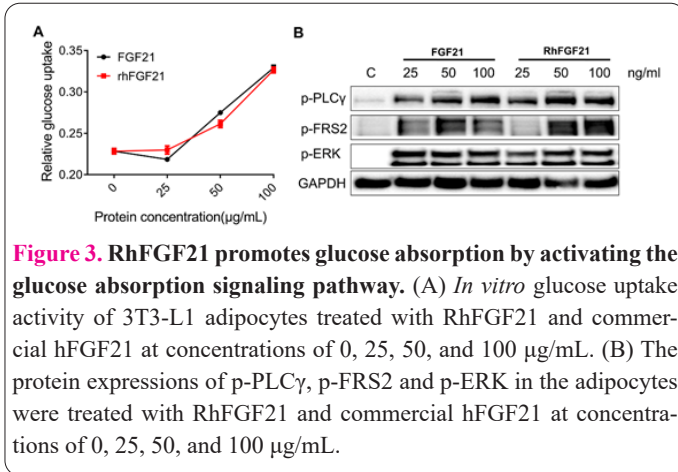 A
FGF21
rhFGF21
Relative glucose uptake
0.35
0.30
0.25
0.20
0
25
50
100
Protein concentration(μg/mL)
B
FGF21 RhFGF21
C 25 50 100 25 50 100 ng/ml
p-PLCγ
p-FRS2
p-ERK
GAPDH
Figure 3. RhFGF21 promotes glucose absorption by activating the
glucose absorption signaling pathway. (A) In vitro glucose uptake
activity of 3T3-L1 adipocytes treated with RhFGF21 and commer-
cial hFGF21 at concentrations of 0, 25, 50, and 100 μg/mL. (B) The
protein expressions of p-PLCγ, p-FRS2 and p-ERK in the adipocytes
were treated with RhFGF21 and commercial hFGF21 at concentra-
tions of 0, 25, 50, and 100 μg/mL.